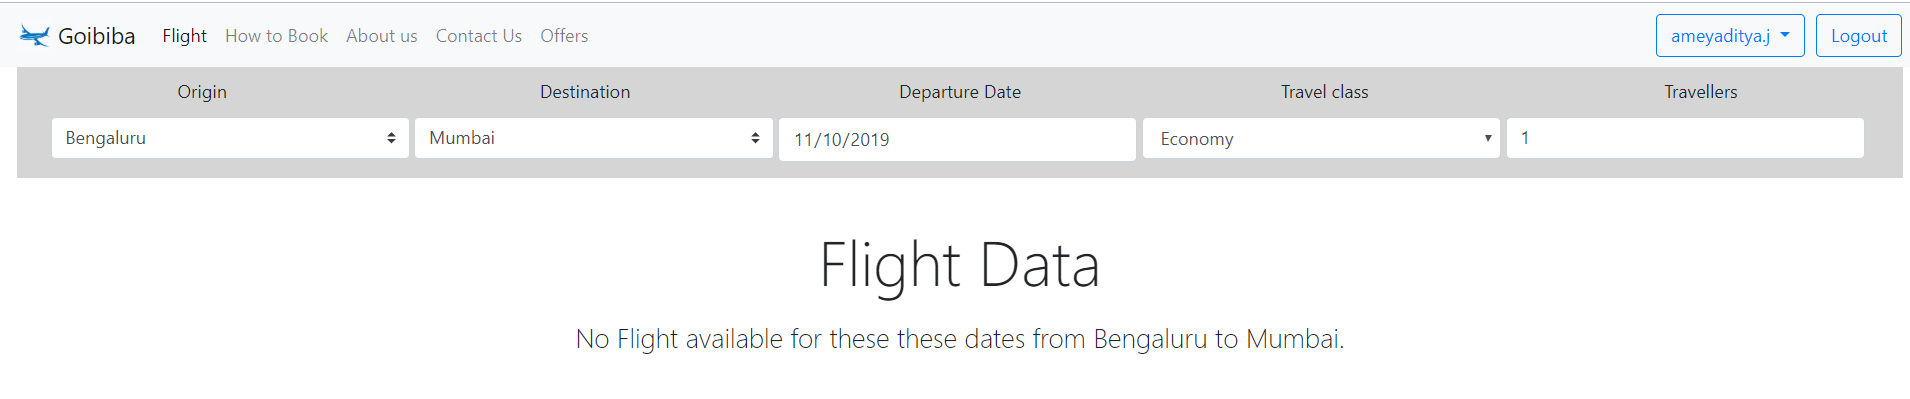 Goibiba Flight How to Book About us Contact Us Offers ameyaditya.j Logout
Origin Destination Departure Date Travel class Travellers
Bengaluru Mumbai 11/10/2019 Economy 1
Flight Data
No Flight available for these these dates from Bengaluru to Mumbai.